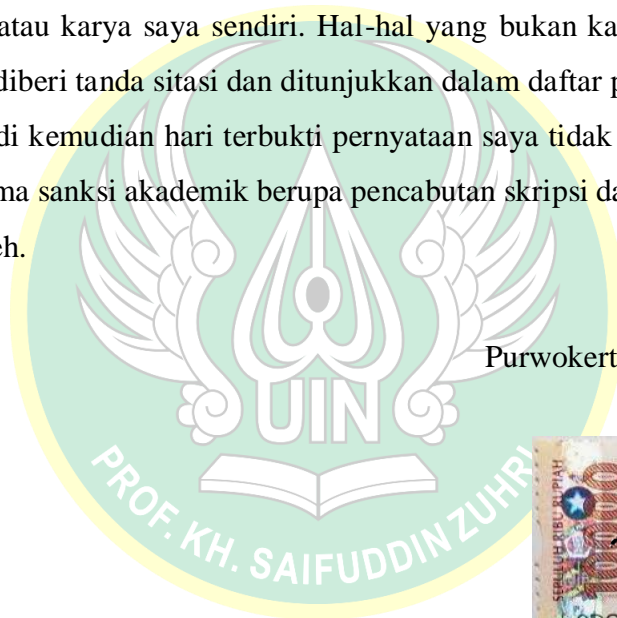 atau karya saya sendiri. Hal-hal yang bukan ka
diberi tanda sitasi dan ditunjukkan dalam daftar p
di kemudian hari terbukti pernyataan saya tidak
ma sanksi akademik berupa pencabutan skripsi da
eh.
Purwokert
UIN
PROF. KH. SAIFUDDIN ZUHRI
SEPULUH RIBU RUPIAH
10000